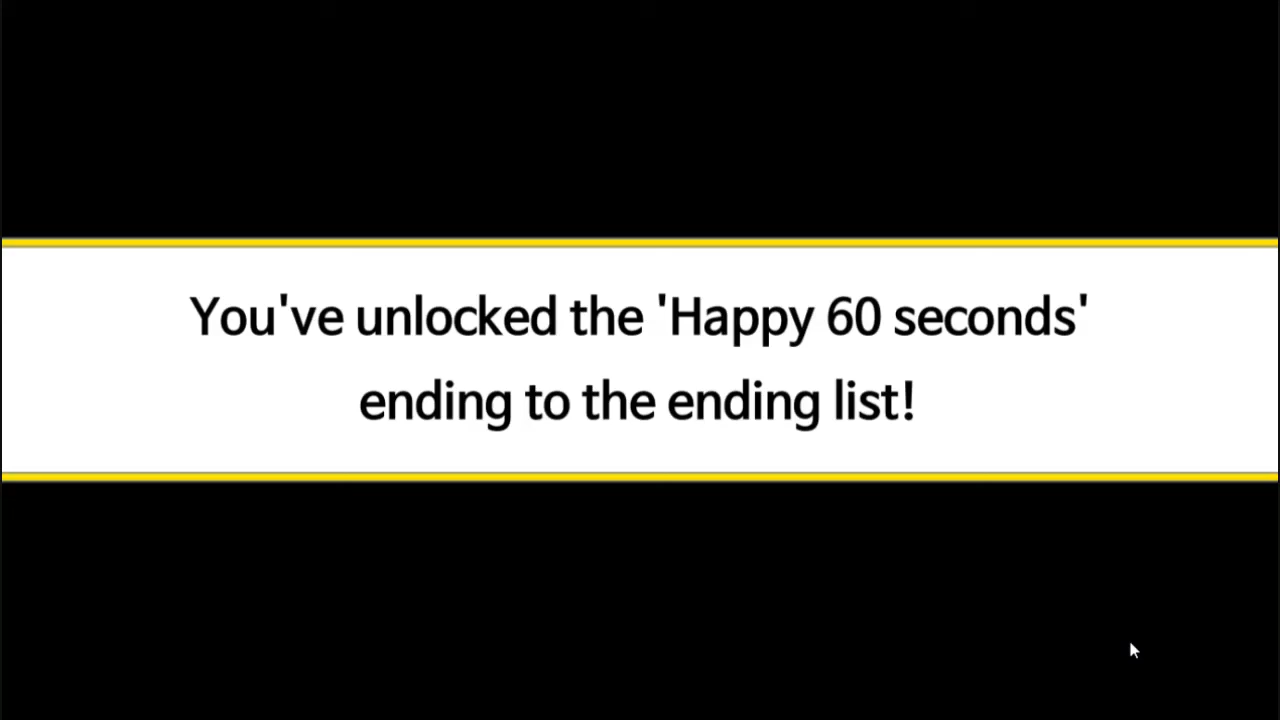 You've unlocked the 'Happy 60 seconds'
ending to the ending list!